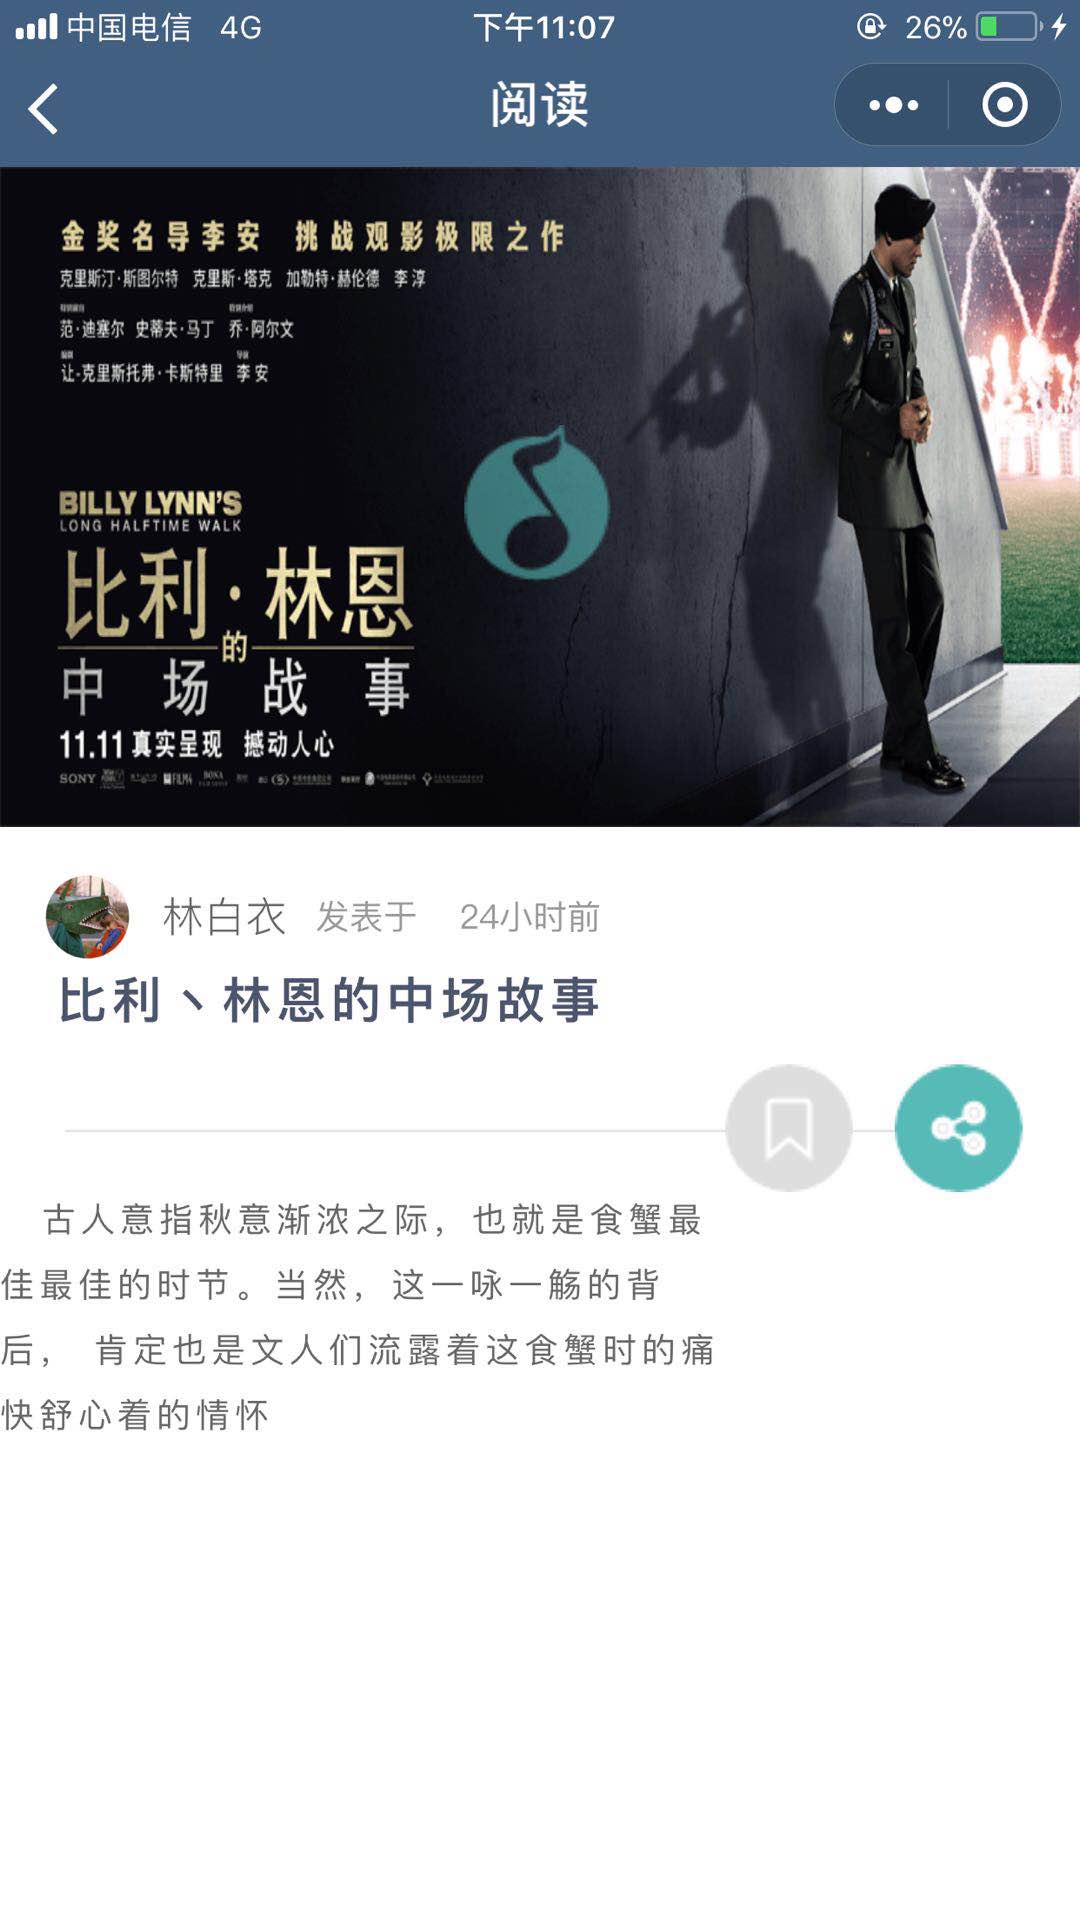 中国电信 4G 下午11:07 26%
阅读
金奖名导李安 挑战观影极限之作
克里斯汀·斯图尔特 克里斯·塔克 加勒特·赫伦德 李淳
范·迪塞尔 史蒂夫·马丁 乔·阿尔文
编剧 导演
让-克里斯托弗·卡斯特里 李安
BILLY LYNN'S
LONG HALFTIME WALK
比利·林恩
的
中场战事
11.11 真实呈现 撼动人心
SONY FILM4 BONA
林白衣 发表于 24小时前
比利丶林恩的中场故事
古人意指秋意渐浓之际，也就是食蟹最
佳最佳的时节。当然，这一咏一觞的背
后， 肯定也是文人们流露着这食蟹时的痛
快舒心着的情怀